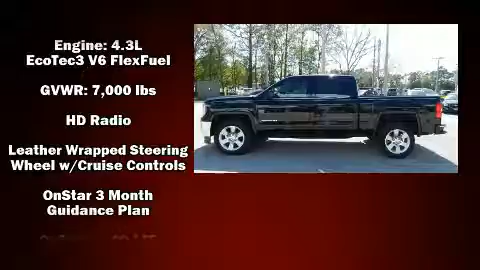 Engine: 4.3L
EcoTec3 V6 FlexFuel
GVWR: 7,000 lbs
HD Radio
Leather Wrapped Steering
Wheel w/Cruise Controls
OnStar 3 Month
Guidance Plan